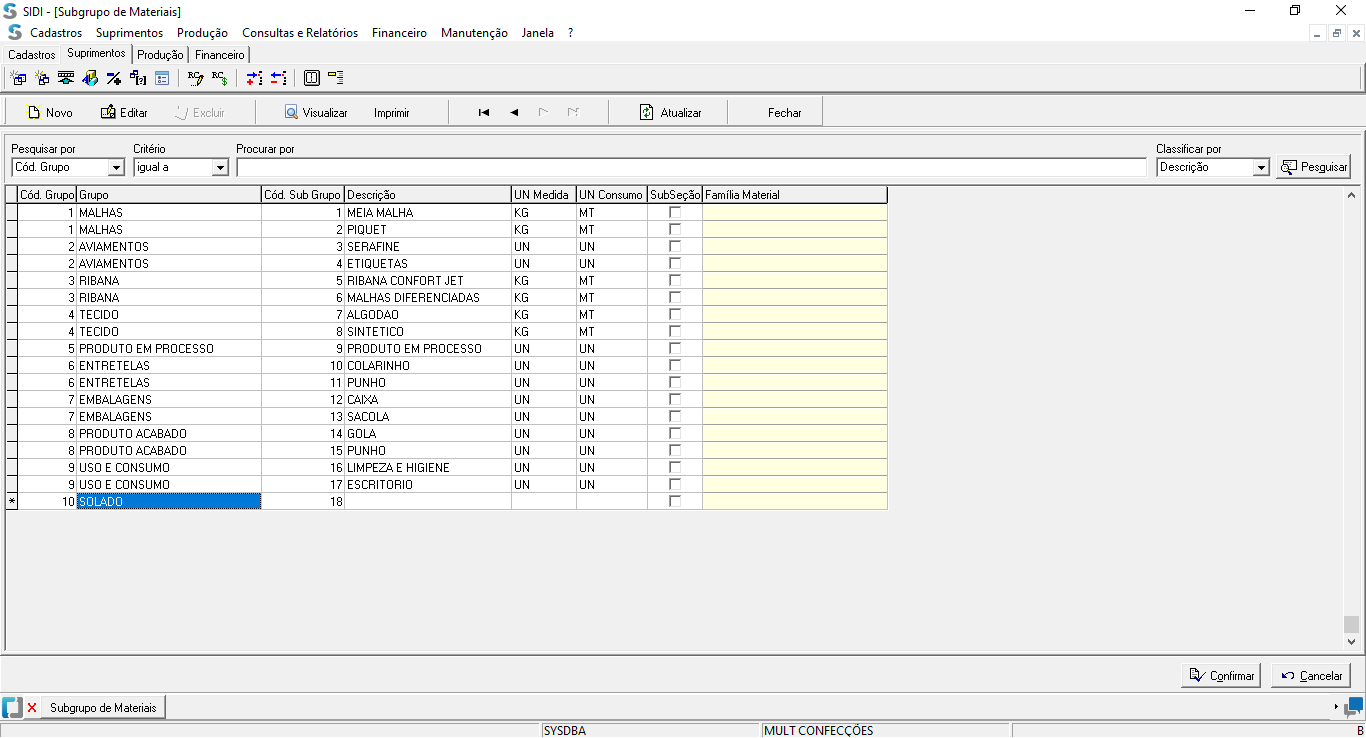 SIDI - [Subgrupo de Materiais]
Cadastros Suprimentos Produção Consultas e Relatórios Financeiro Manutenção Janela ?
Cadastros Suprimentos Produção Financeiro
Novo Editar Excluir Visualizar Imprimir Atualizar Fechar
Pesquisar por Critério Procurar por Classificar por
Cód. Grupo igual a Descrição Pesquisar
Cód. Grupo Grupo Cód. Sub Grupo Descrição UN Medida UN Consumo SubSeção Família Material
1 MALHAS 1 MEIA MALHA KG MT
1 MALHAS 2 PIQUET KG MT
2 AVIAMENTOS 3 SERAFINE UN UN
2 AVIAMENTOS 4 ETIQUETAS UN UN
3 RIBANA 5 RIBANA CONFORT JET KG MT
3 RIBANA 6 MALHAS DIFERENCIADAS KG MT
4 TECIDO 7 ALGODAO KG MT
4 TECIDO 8 SINTETICO KG MT
5 PRODUTO EM PROCESSO 9 PRODUTO EM PROCESSO UN UN
6 ENTRETELAS 10 COLARINHO UN UN
6 ENTRETELAS 11 PUNHO UN UN
7 EMBALAGENS 12 CAIXA UN UN
7 EMBALAGENS 13 SACOLA UN UN
8 PRODUTO ACABADO 14 GOLA UN UN
8 PRODUTO ACABADO 15 PUNHO UN UN
9 USO E CONSUMO 16 LIMPEZA E HIGIENE UN UN
9 USO E CONSUMO 17 ESCRITORIO UN UN
* 10 SOLADO 18
Confirmar Cancelar
Subgrupo de Materiais
SYSDBA MULT CONFECÇÕES B